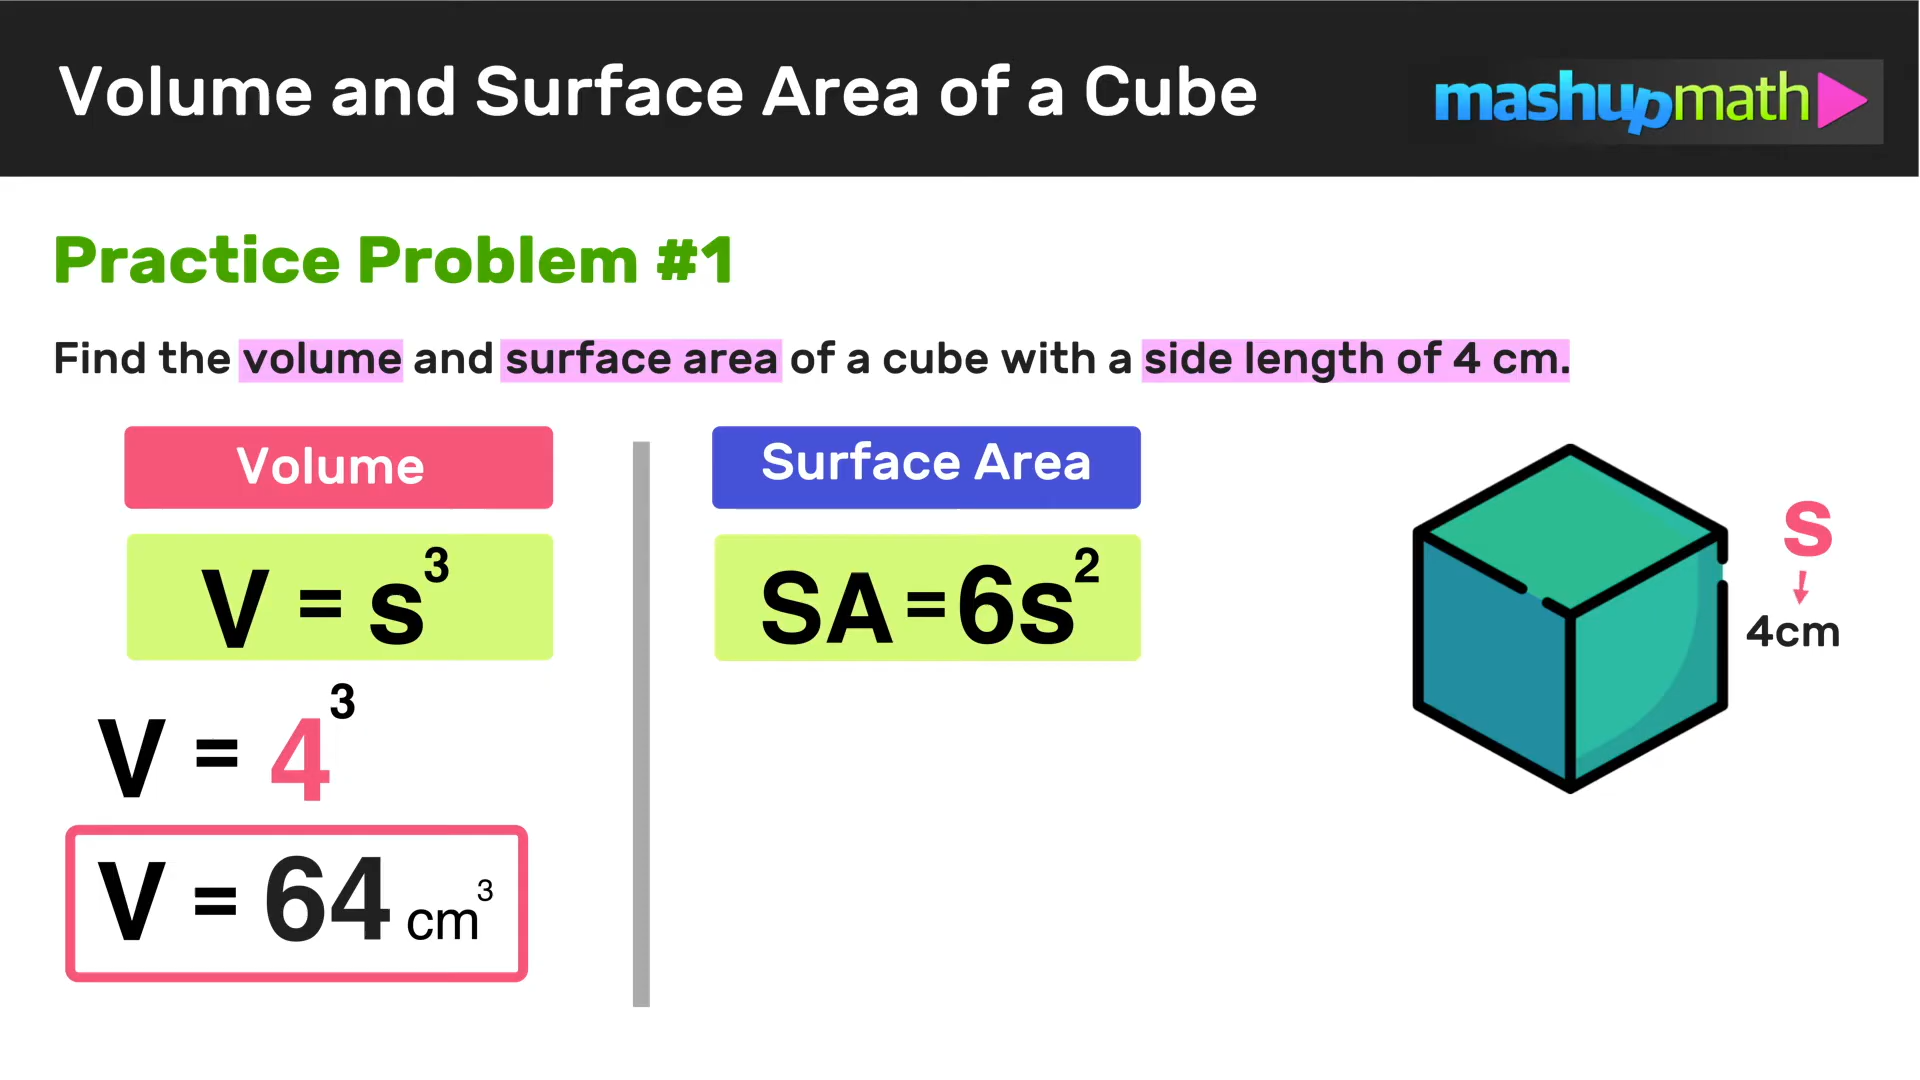 Volume and Surface Area of a Cube
mashupmath
Practice Problem #1
Find the volume and surface area of a cube with a side length of 4 cm.
Volume
V = s³
V = 4³
V = 64 cm³
Surface Area
SA=6s²
s
4cm